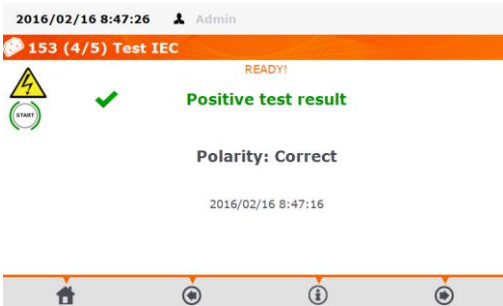 2016/02/16 8:47:26 Admin
153 (4/5) Test IEC
READY!
Positive test result
START
Polarity: Correct
2016/02/16 8:47:16